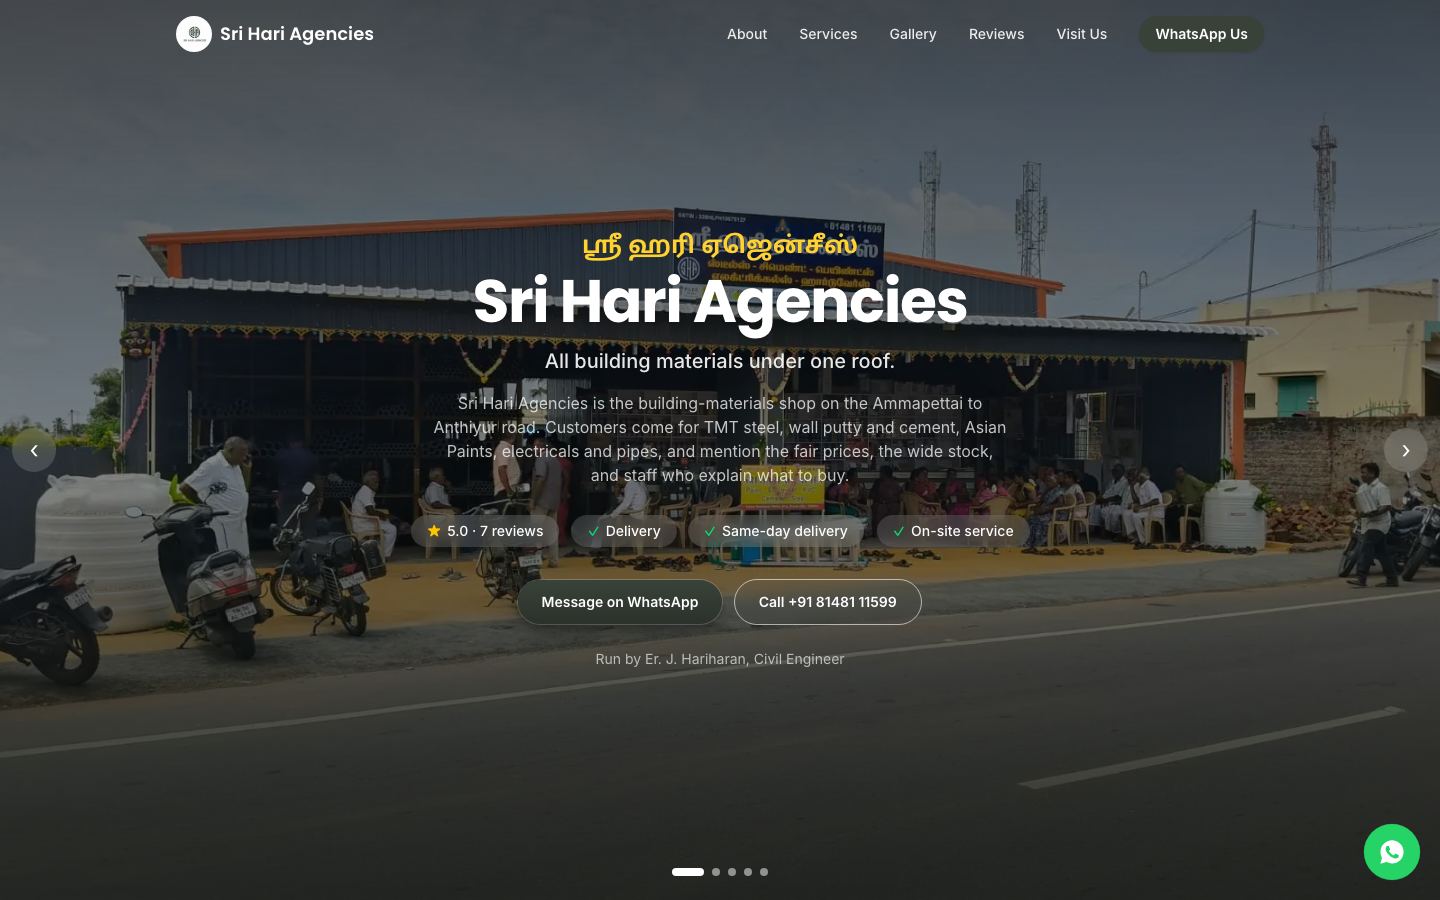 Sri Hari Agencies
About
Services
Gallery
Reviews
Visit Us
WhatsApp Us
81481 11599
ஸ்ரீ ஹரி ஏஜென்சீஸ்
Sri Hari Agencies
All building materials under one roof.
Sri Hari Agencies is the building-materials shop on the Ammapettai to
Anthiyur road. Customers come for TMT steel, wall putty and cement, Asian
Paints, electricals and pipes, and mention the fair prices, the wide stock,
and staff who explain what to buy.
5.0 · 7 reviews
Delivery
Same-day delivery
On-site service
Message on WhatsApp
Call +91 81481 11599
Run by Er. J. Hariharan, Civil Engineer